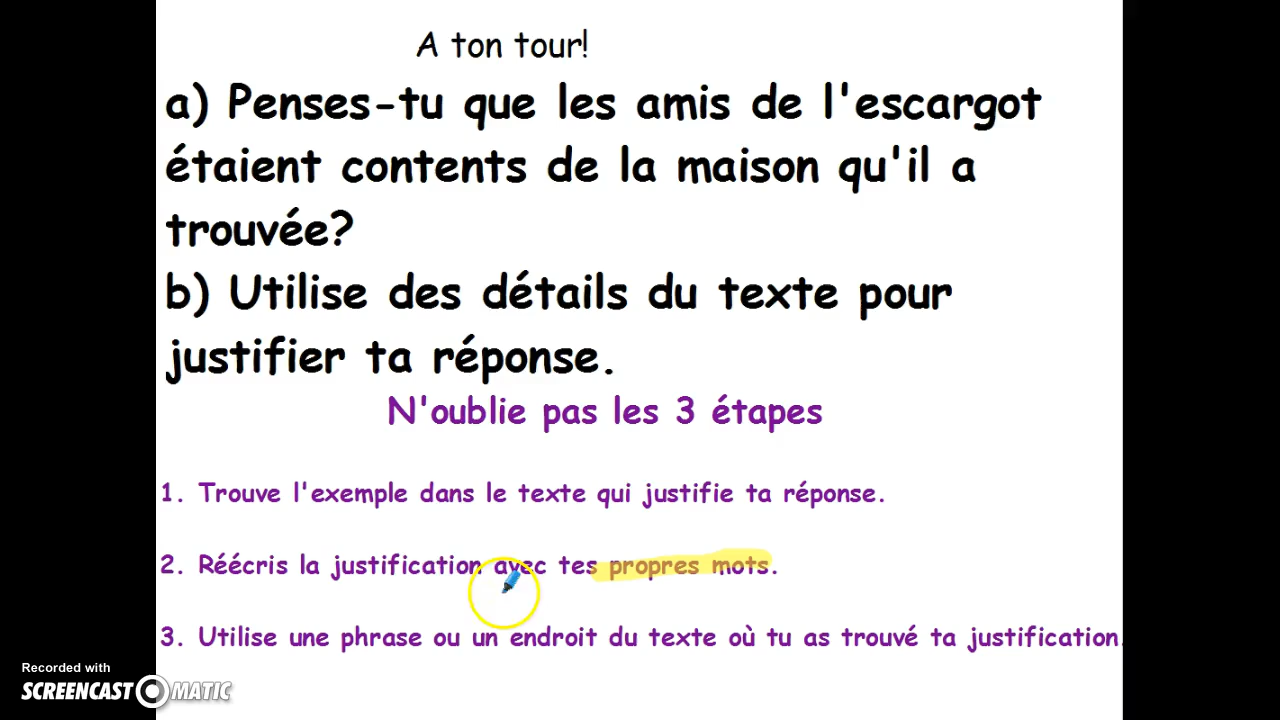 A ton tour!
a) Penses-tu que les amis de l'escargot
étaient contents de la maison qu'il a
trouvée?
b) Utilise des détails du texte pour
justifier ta réponse.
N'oublie pas les 3 étapes
1. Trouve l'exemple dans le texte qui justifie ta réponse.
2. Réécris la justification avec tes propres mots.
3. Utilise une phrase ou un endroit du texte où tu as trouvé ta justification.
Recorded with
SCREENCAST MATIC